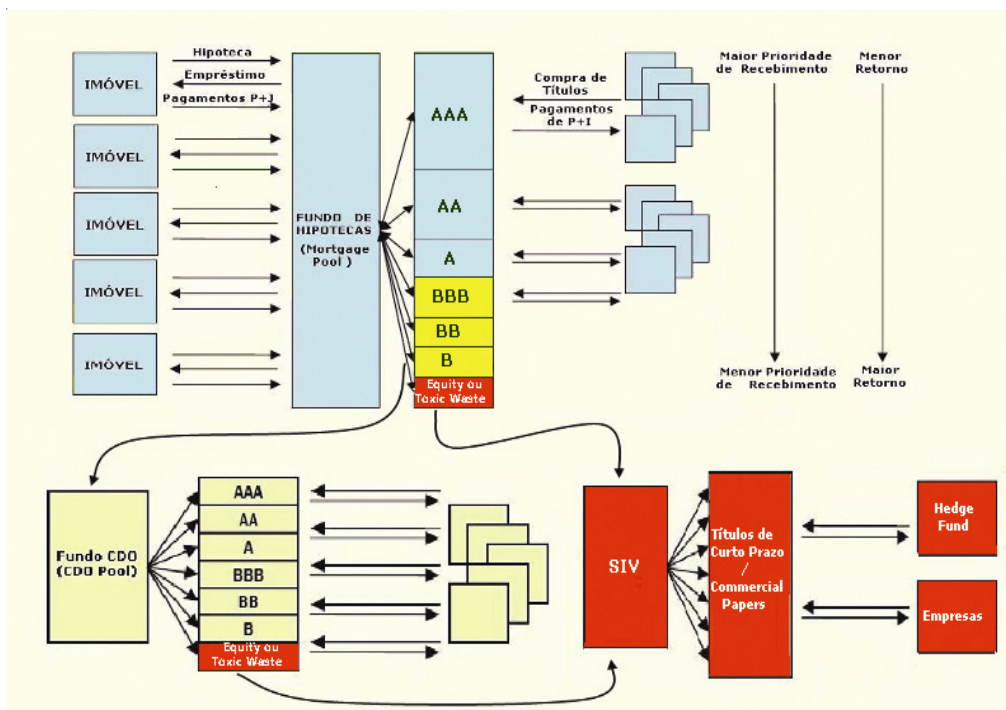 IMÓVEL
Hipoteca
Empréstimo
Pagamentos P+J
IMÓVEL
IMÓVEL
IMÓVEL
IMÓVEL
FUNDO DE
HIPOTECAS
(Mortgage
Pool )
AAA
AA
A
BBB
BB
B
Equity ou
Toxic Waste
Compra de
Títulos
Pagamentos
de P+I
Maior Prioridade
de Recebimento
Menor
Retorno
Menor Prioridade
de Recebimento
Maior
Retorno
Fundo CDO
(CDO Pool)
AAA
AA
A
BBB
BB
B
Equity ou
Toxic Waste
SIV
Títulos de
Curto Prazo
/
Commercial
Papers
Hedge
Fund
Empresas